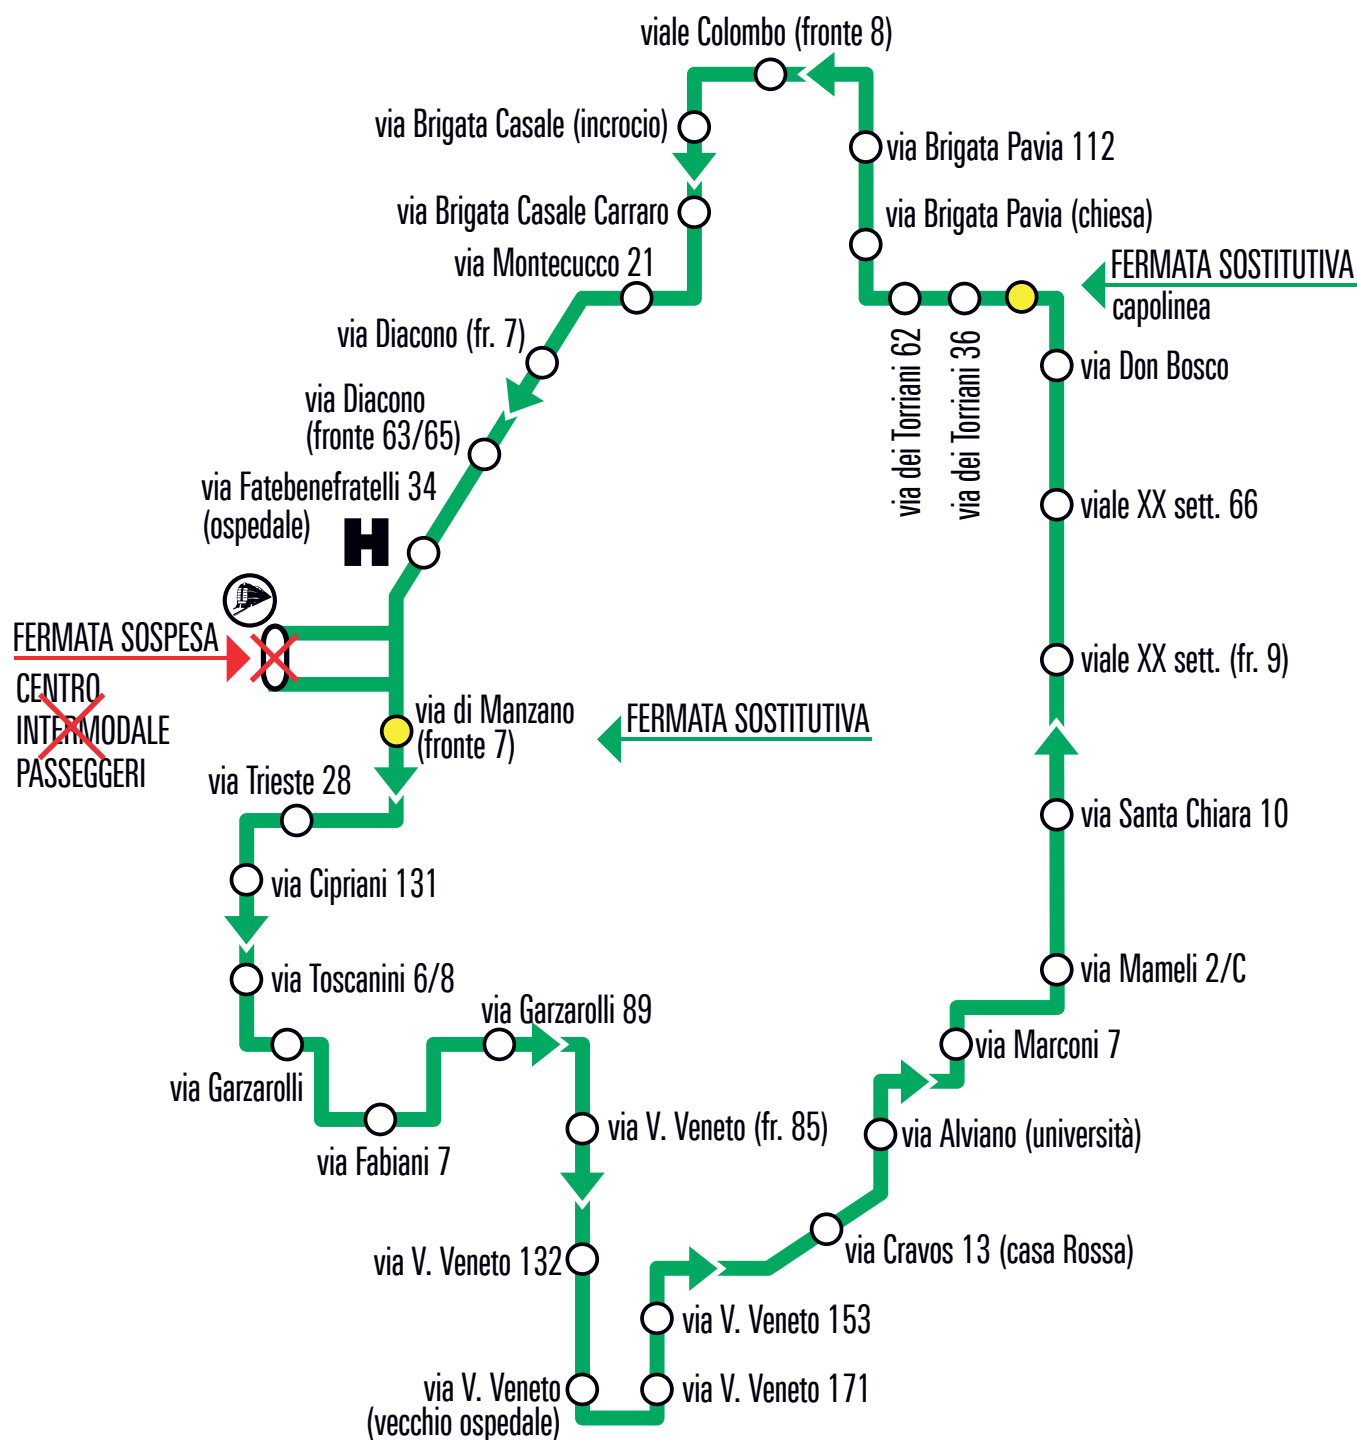 viale Colombo (fronte 8)
via Brigata Casale (incrocio)
via Brigata Pavia 112
via Brigata Casale Carraro
via Brigata Pavia (chiesa)
via Montecucco 21
FERMATA SOSTITUTIVA
capolinea
via Diacono (fr. 7)
via dei Torriani 62
via dei Torriani 36
via Don Bosco
via Diacono
(fronte 63/65)
via Fatebenefratelli 34
(ospedale)
H
viale XX sett. 66
FERMATA SOSPESA
CENTRO
INTERMODALE
PASSEGGERI
viale XX sett. (fr. 9)
via di Manzano
(fronte 7)
FERMATA SOSTITUTIVA
via Trieste 28
via Santa Chiara 10
via Cipriani 131
via Toscanini 6/8
via Mameli 2/C
via Garzarolli 89
via Marconi 7
via Garzarolli
via Fabiani 7
via V. Veneto (fr. 85)
via Alviano (università)
via V. Veneto 132
via Cravos 13 (casa Rossa)
via V. Veneto 153
via V. Veneto
(vecchio ospedale)
via V. Veneto 171